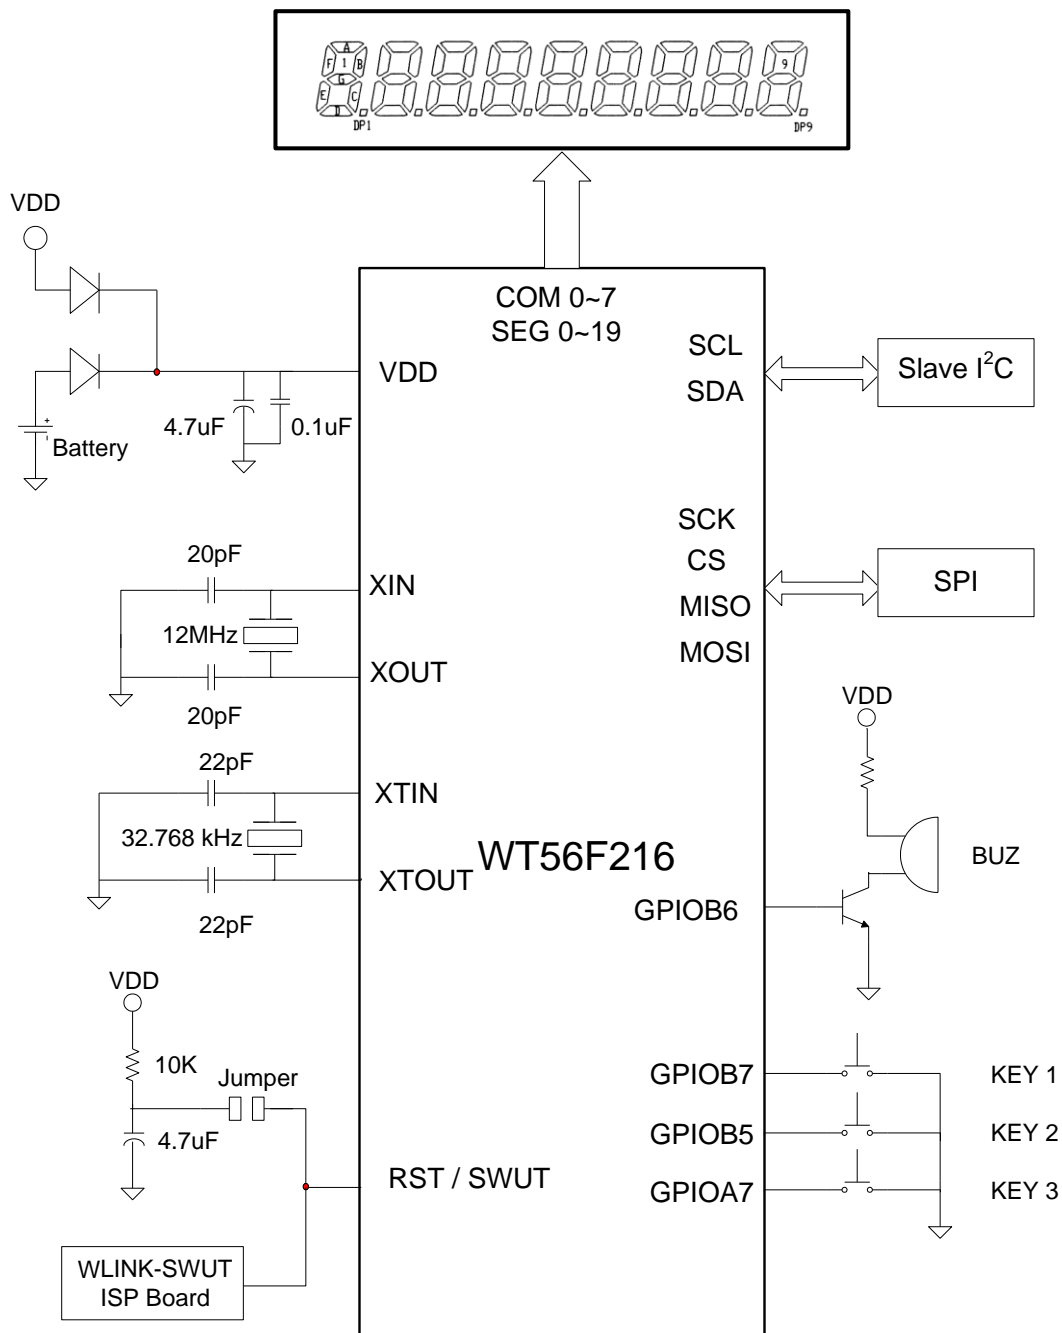 A
F 1 B
G
E C
D
DP1
9
DP9
VDD
COM 0~7
SEG 0~19
VDD
SCL
SDA
Slave I²C
4.7uF
0.1uF
+
-
Battery
20pF
XIN
12MHz
XOUT
20pF
SCK
CS
MISO
MOSI
SPI
VDD
22pF
XTIN
32.768 kHz
XTOUT
22pF
WT56F216
BUZ
GPIOB6
VDD
10K
Jumper
4.7uF
RST / SWUT
GPIOB7
KEY 1
GPIOB5
KEY 2
GPIOA7
KEY 3
WLINK-SWUT
ISP Board